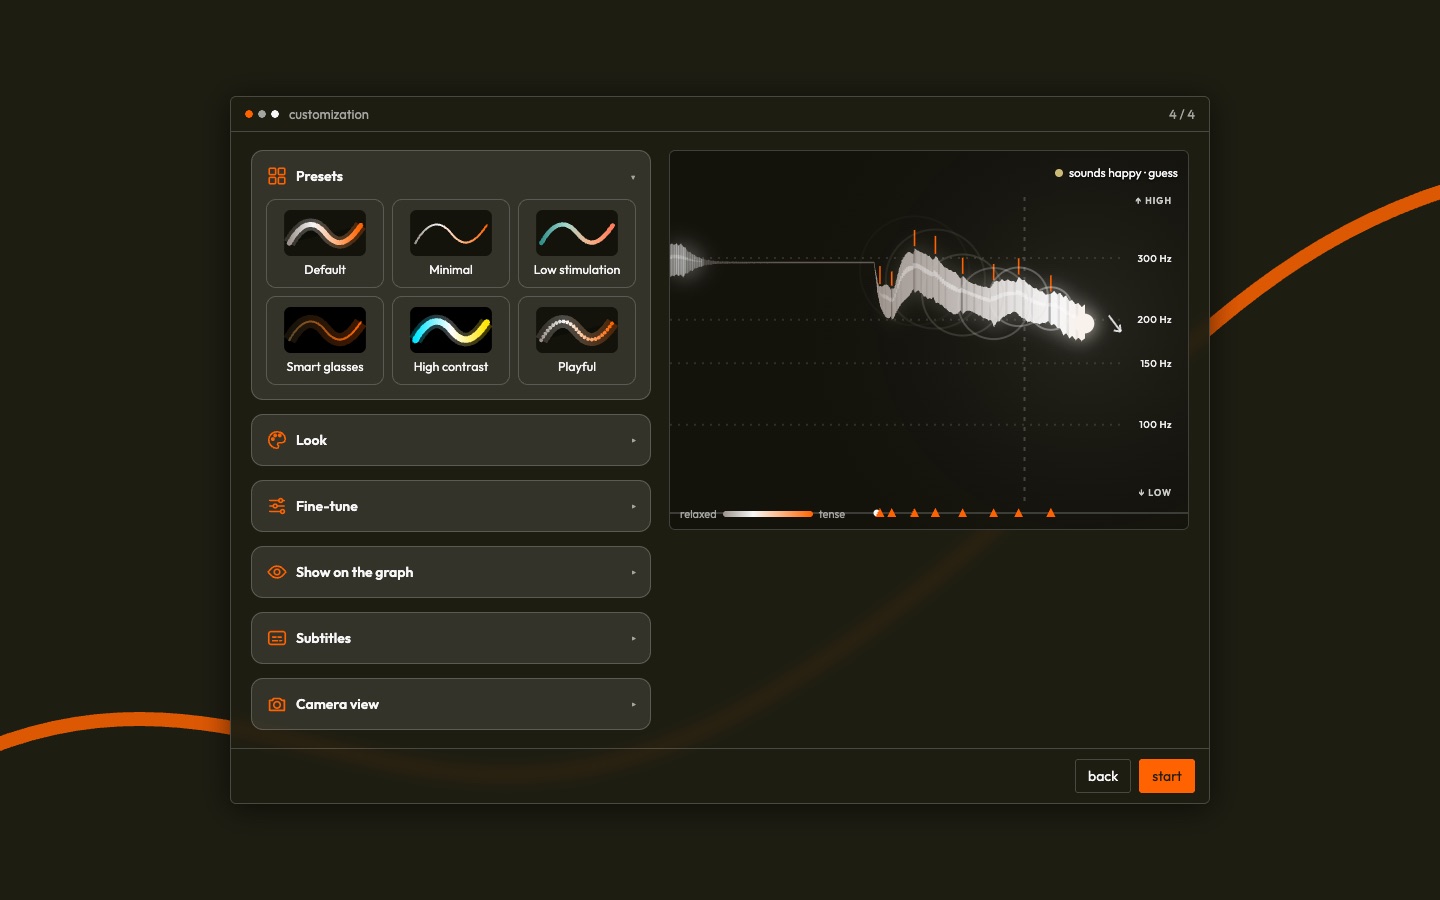 customization
4 / 4
Presets
Default
Minimal
Low stimulation
Smart glasses
High contrast
Playful
Look
Fine-tune
Show on the graph
Subtitles
Camera view
sounds happy · guess
↑ HIGH
300 Hz
200 Hz
150 Hz
100 Hz
↓ LOW
relaxed
tense
back
start